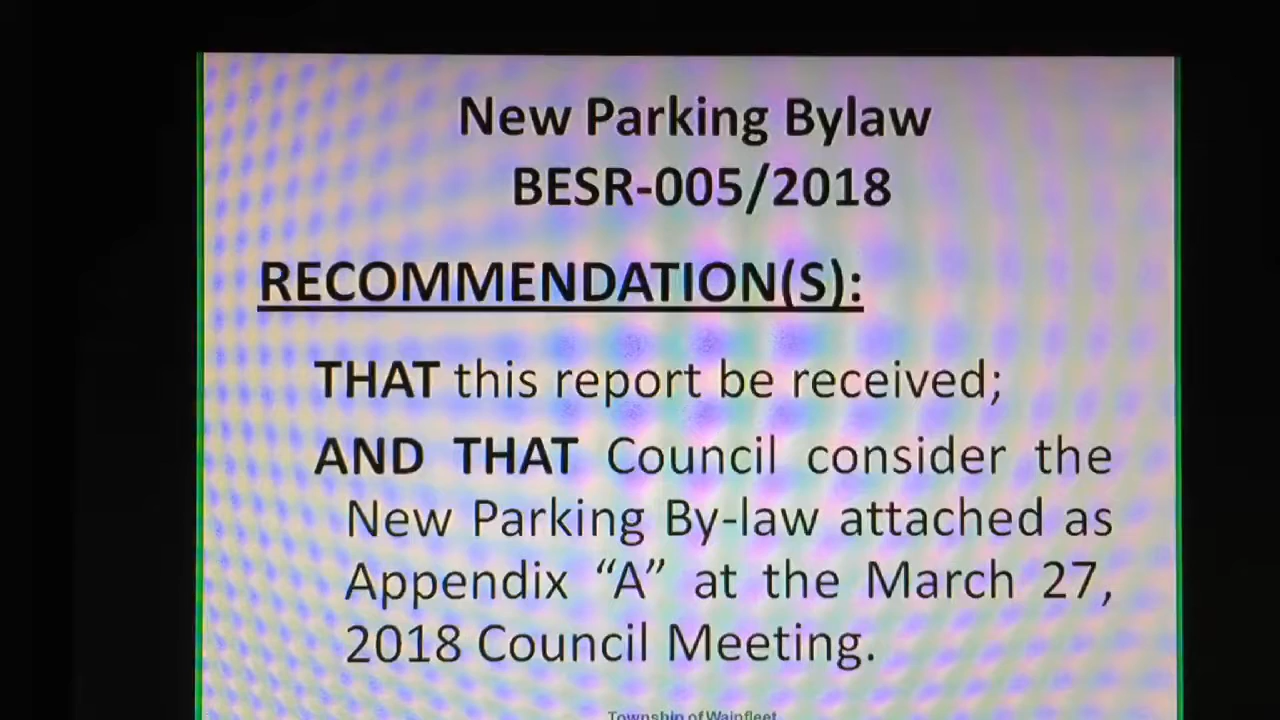 New Parking Bylaw
BESR-005/2018
RECOMMENDATION(S):
THAT this report be received;
AND THAT Council consider the
New Parking By-law attached as
Appendix “A” at the March 27,
2018 Council Meeting.
Township of Wainfleet